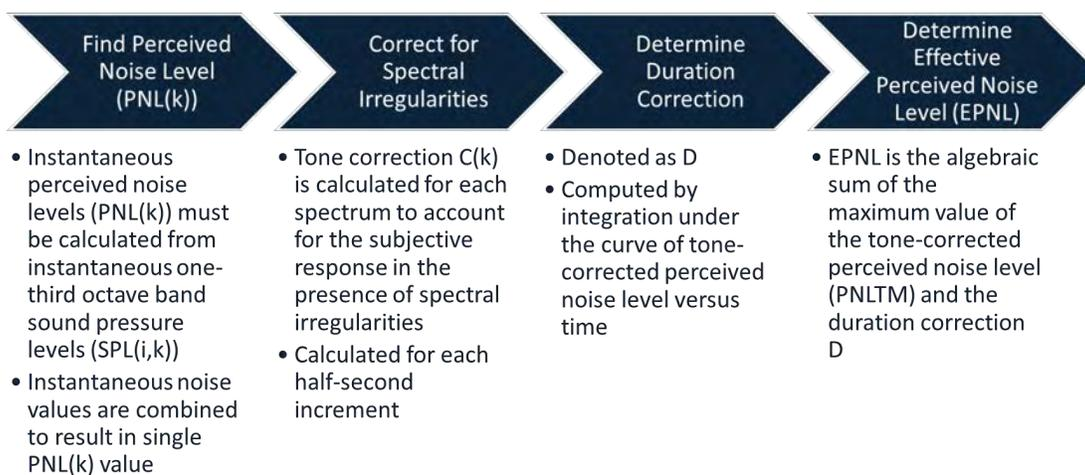 Find Perceived
Noise Level
(PNL(k))
• Instantaneous
perceived noise
levels (PNL(k)) must
be calculated from
instantaneous one-
third octave band
sound pressure
levels (SPL(i,k))
• Instantaneous noise
values are combined
to result in single
PNL(k) value
Correct for
Spectral
Irregularities
• Tone correction C(k)
is calculated for each
spectrum to account
for the subjective
response in the
presence of spectral
irregularities
• Calculated for each
half-second
increment
Determine
Duration
Correction
• Denoted as D
• Computed by
integration under
the curve of tone-
corrected perceived
noise level versus
time
Determine
Effective
Perceived Noise
Level (EPNL)
• EPNL is the algebraic
sum of the
maximum value of
the tone-corrected
perceived noise level
(PNLTM) and the
duration correction
D